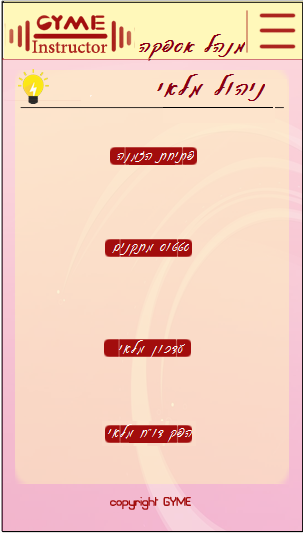 GYME
Instructor
מנהל אספקה
ניהול מלאי
פתיחת הזמנה
סטטוס מתקנים
עדכון מלאי
הפק דו״ח מלאי
copyright GYME